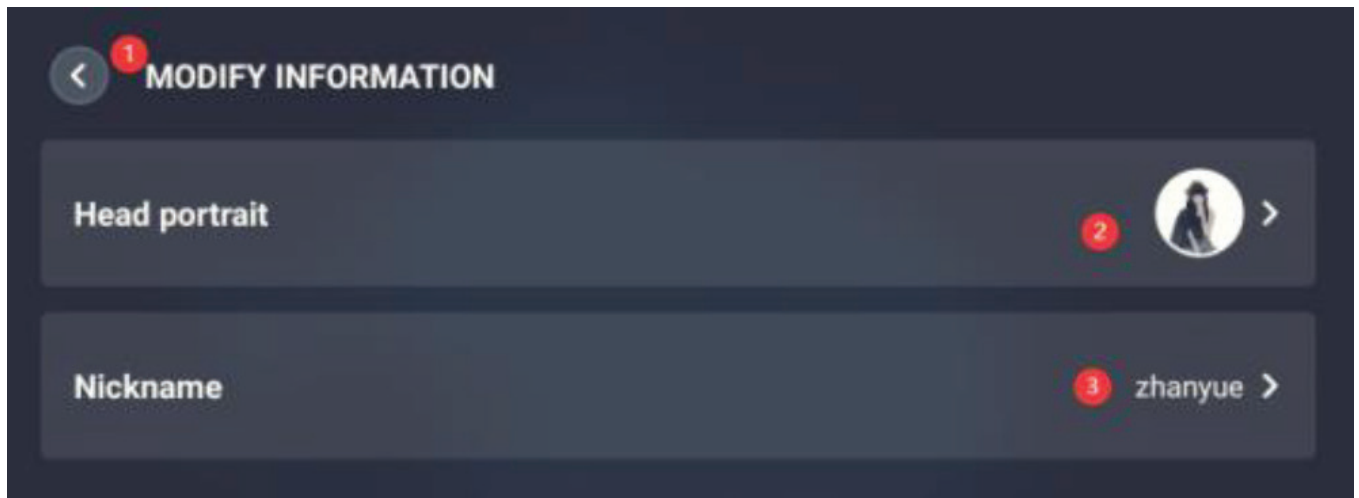 1
MODIFY INFORMATION
Head portrait
2
Nickname
3 zhanyue